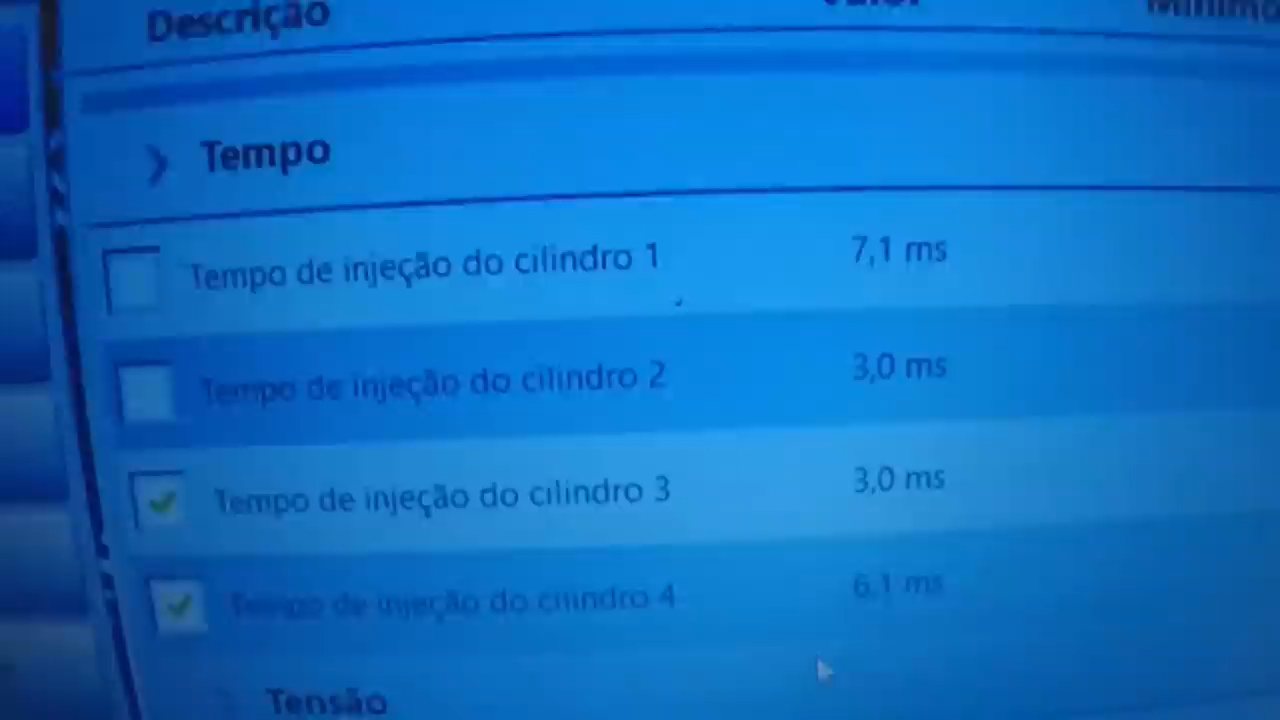 Descrição Valor Mínimo
Tempo
Tempo de injeção do cilindro 1 7,1 ms
Tempo de injeção do cilindro 2 3,0 ms
Tempo de injeção do cilindro 3 3,0 ms
Tempo de injeção do cilindro 4 6,1 ms
Tensão